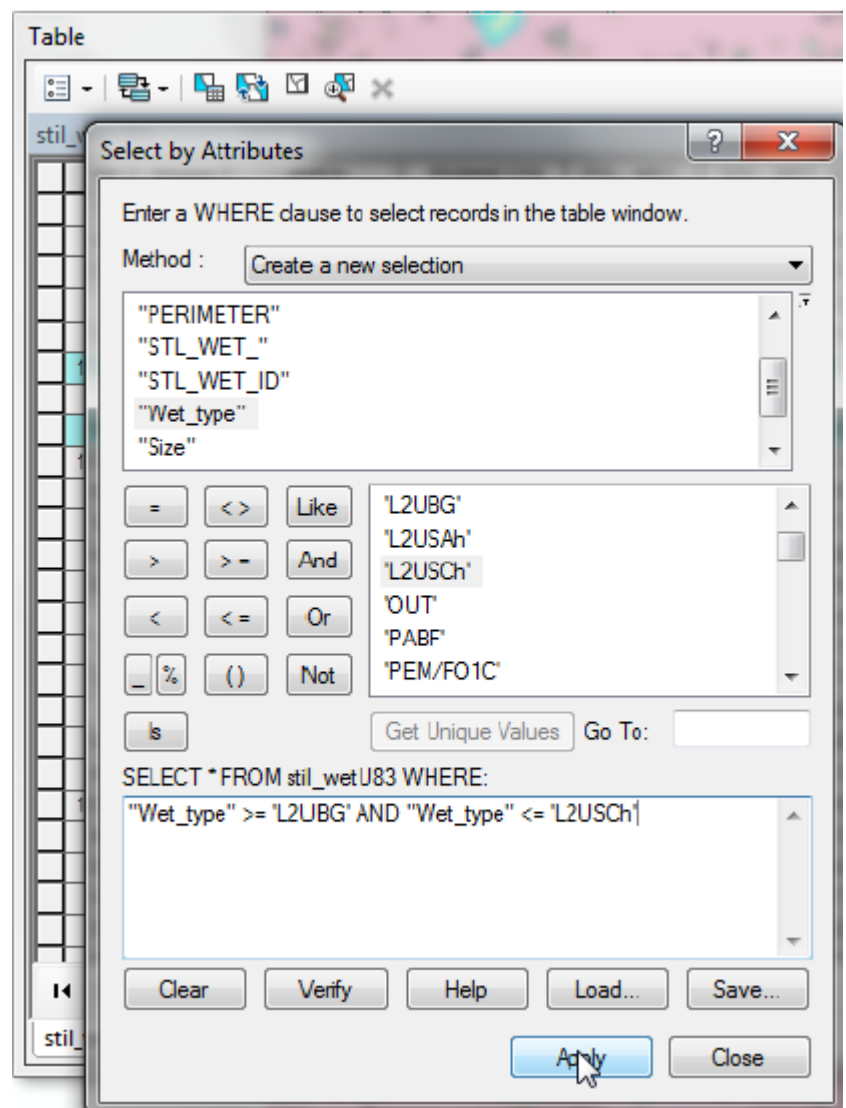 Table
stil_
Select by Attributes
Enter a WHERE clause to select records in the table window.
Method : Create a new selection
"PERIMETER"
"STL_WET_"
"STL_WET_ID"
"Wet_type"
"Size"
= < > Like
> > = And
< < = Or
_ % ( ) Not
Is
'L2UBG'
'L2USAh'
'L2USCh'
'OUT'
'PABF'
'PEM/FO1C'
Get Unique Values Go To:
SELECT * FROM stil_wetU83 WHERE:
"Wet_type" >= 'L2UBG' AND "Wet_type" <= 'L2USCh'
Clear Verify Help Load... Save...
stil_
Apply Close